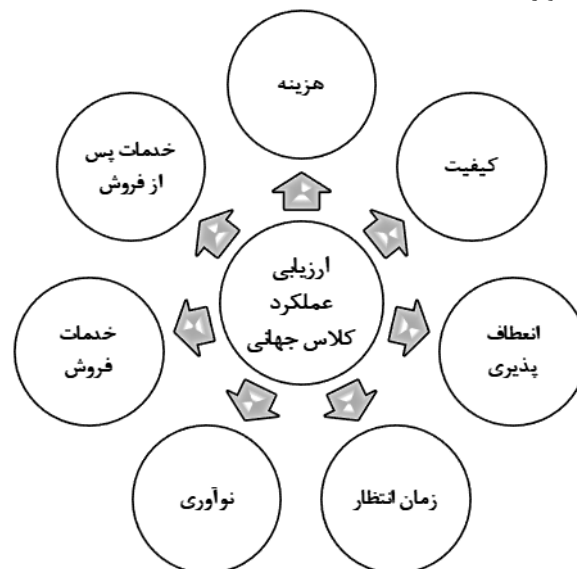 هزینه
کیفیت
انعطاف
پذیری
زمان انتظار
نوآوری
خدمات
فروش
خدمات پس
از فروش
ارزیابی
عملکرد
کلاس جهانی